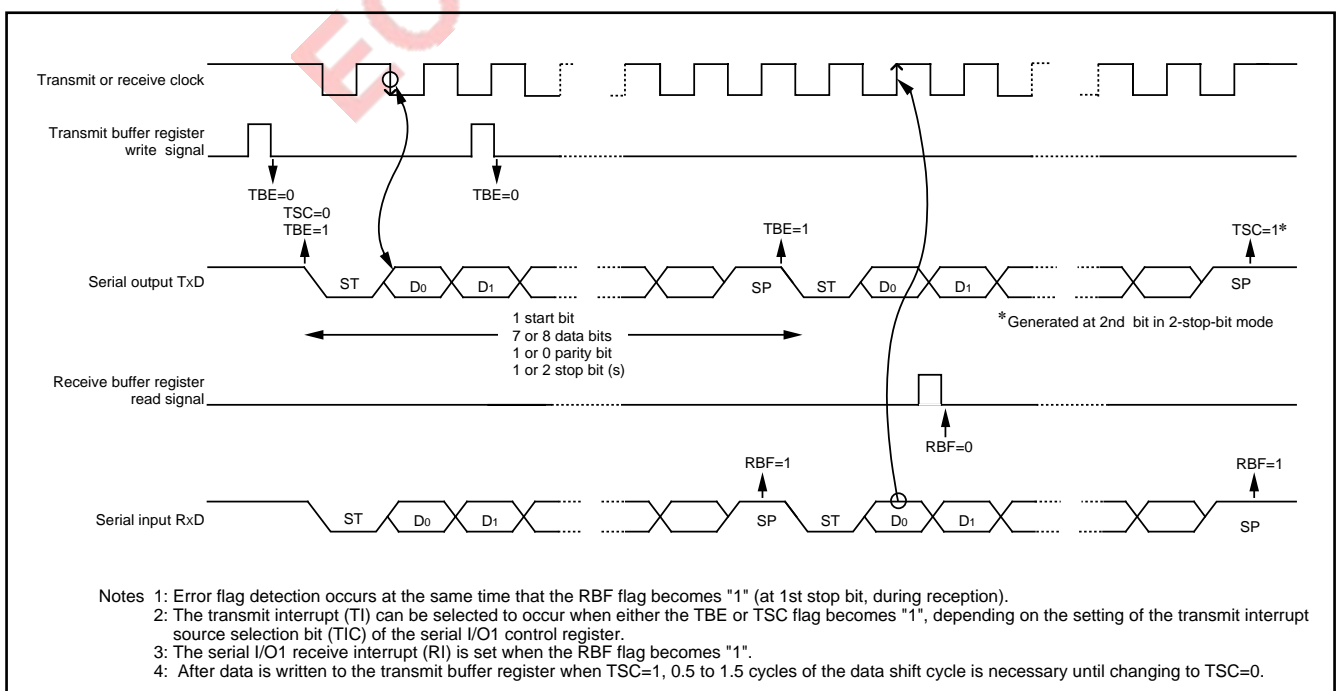 EO
Transmit or receive clock
Transmit buffer register
write signal
TBE=0
TBE=0
TSC=0
TBE=1
TBE=1
TSC=1*
Serial output TxD
ST
D0
D1
SP
ST
D0
D1
SP
1 start bit
7 or 8 data bits
1 or 0 parity bit
1 or 2 stop bit (s)
*Generated at 2nd bit in 2-stop-bit mode
Receive buffer register
read signal
RBF=0
RBF=1
RBF=1
Serial input RxD
ST
D0
D1
SP
ST
D0
D1
SP
Notes 1: Error flag detection occurs at the same time that the RBF flag becomes "1" (at 1st stop bit, during reception).
2: The transmit interrupt (TI) can be selected to occur when either the TBE or TSC flag becomes "1", depending on the setting of the transmit interrupt
source selection bit (TIC) of the serial I/O1 control register.
3: The serial I/O1 receive interrupt (RI) is set when the RBF flag becomes "1".
4: After data is written to the transmit buffer register when TSC=1, 0.5 to 1.5 cycles of the data shift cycle is necessary until changing to TSC=0.